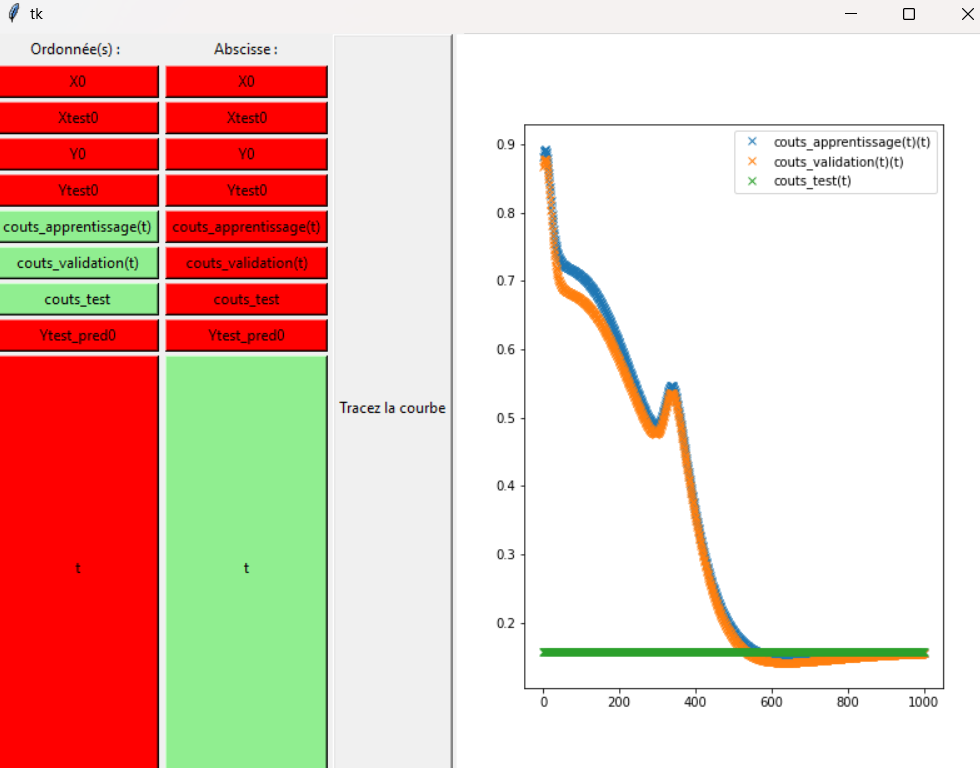 tk
Ordonnée(s) :
Abscisse :
X0
X0
Xtest0
Xtest0
Y0
Y0
Ytest0
Ytest0
couts_apprentissage(t)
couts_apprentissage(t)
couts_validation(t)
couts_validation(t)
couts_test
couts_test
Ytest_pred0
Ytest_pred0
t
t
Tracez la courbe
couts_apprentissage(t)(t)
couts_validation(t)(t)
couts_test(t)
0.9
0.8
0.7
0.6
0.5
0.4
0.3
0.2
0
200
400
600
800
1000